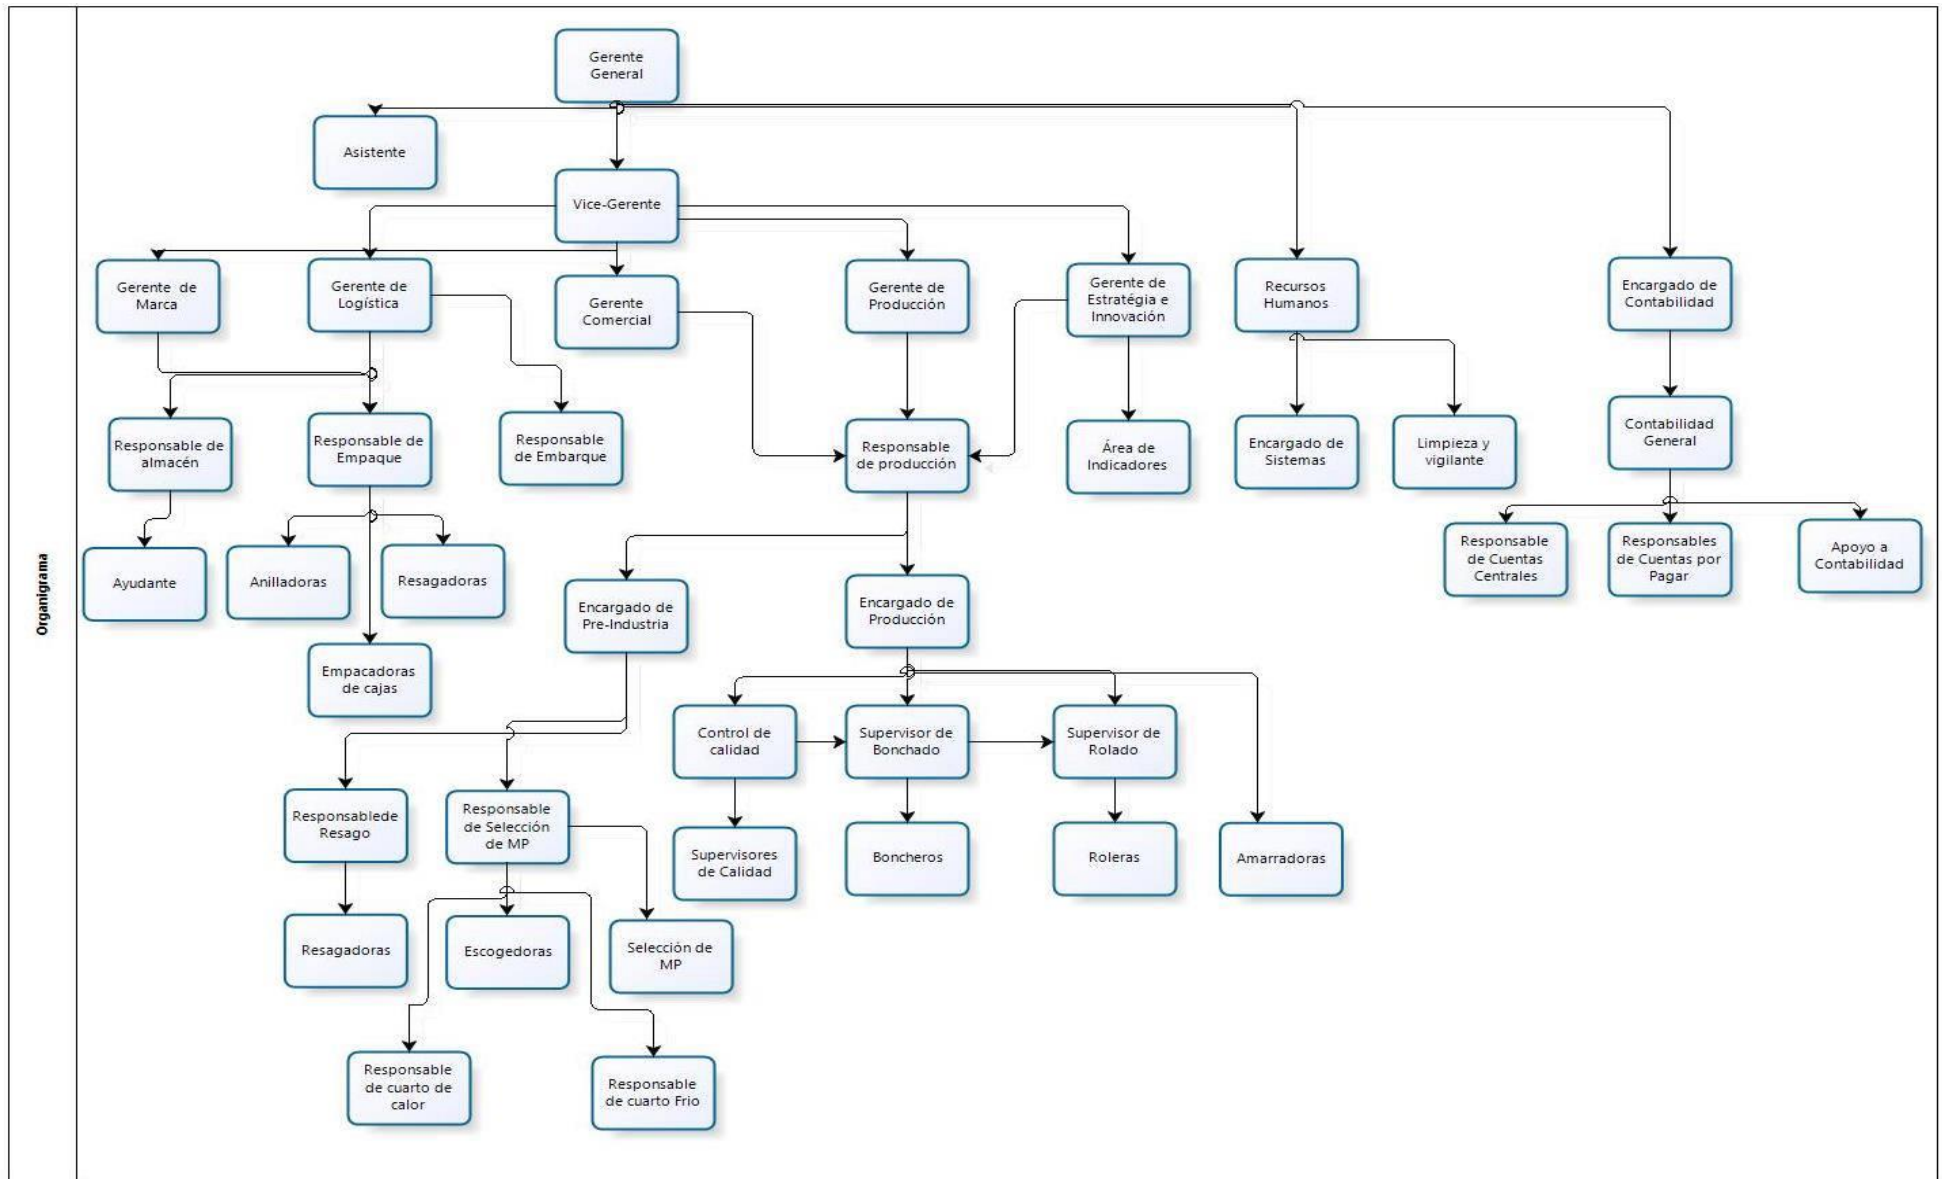 Organigrama
Gerente
General
Asistente
Vice-Gerente
Gerente de
Marca
Gerente de
Logística
Gerente
Comercial
Gerente de
Producción
Gerente de
Estratégia e
Innovación
Recursos
Humanos
Encargado de
Contabilidad
Responsable de
almacén
Responsable de
Empaque
Responsable
de Embarque
Responsable
de producción
Área de
Indicadores
Encargado de
Sistemas
Limpieza y
vigilante
Contabilidad
General
Ayudante
Anilladoras
Resagadoras
Encargado de
Pre-Industria
Encargado de
Producción
Responsable
de Cuentas
Centrales
Responsables
de Cuentas por
Pagar
Apoyo a
Contabilidad
Empacadoras
de cajas
Control de
calidad
Supervisor de
Bonchado
Supervisor de
Rolado
Responsablede
Resago
Responsable
de Selección
de MP
Supervisores
de Calidad
Boncheros
Roleras
Amarradoras
Resagadoras
Escogedoras
Selección de
MP
Responsable
de cuarto de
calor
Responsable
de cuarto Frio